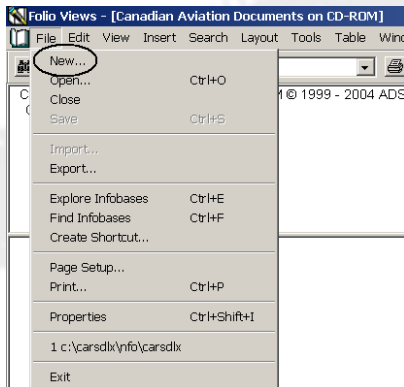 Folio Views - [Canadian Aviation Documents on CD-ROM]
File Edit View Insert Search Layout Tools Table Wind
New...
Open... Ctrl+O
Close
Save Ctrl+S
Import...
Export...
Explore Infobases Ctrl+E
Find Infobases Ctrl+F
Create Shortcut...
Page Setup...
Print... Ctrl+P
Properties Ctrl+Shift+I
1 c:\carsdlx\nfo\carsdlx
Exit
© 1999 - 2004 ADS